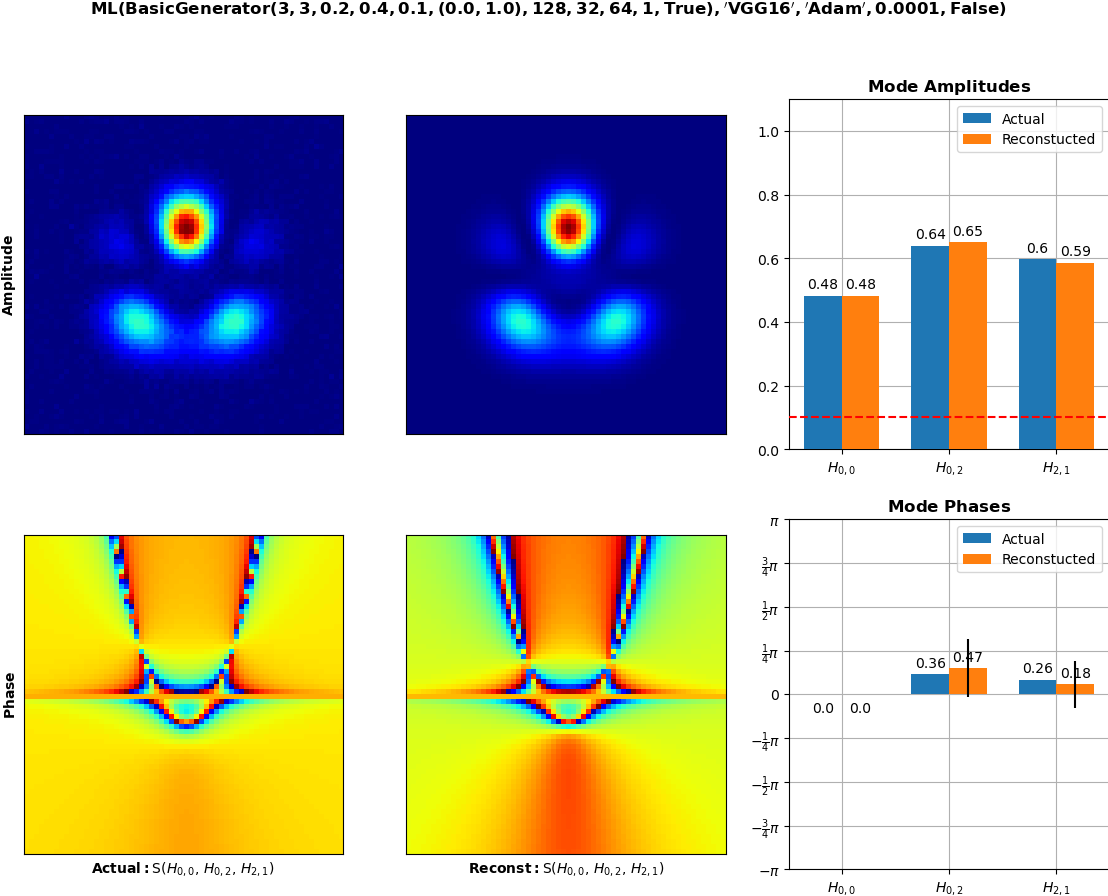 ML(BasicGenerator(3, 3, 0.2, 0.4, 0.1, (0.0, 1.0), 128, 32, 64, 1, True), ′VGG16′, ′Adam′, 0.0001, False)
Amplitude
Mode Amplitudes
Actual
Reconstucted
1.0
0.8
0.6
0.4
0.2
0.0
0.48 0.48
0.64 0.65
0.6 0.59
H0,0 H0,2 H2,1
Phase
Actual: S(H0,0, H0,2, H2,1)
Reconst: S(H0,0, H0,2, H2,1)
Mode Phases
Actual
Reconstucted
π
3/4π
1/2π
1/4π
0
−1/4π
−1/2π
−3/4π
−π
0.0 0.0
0.36 0.47
0.26 0.18
H0,0 H0,2 H2,1